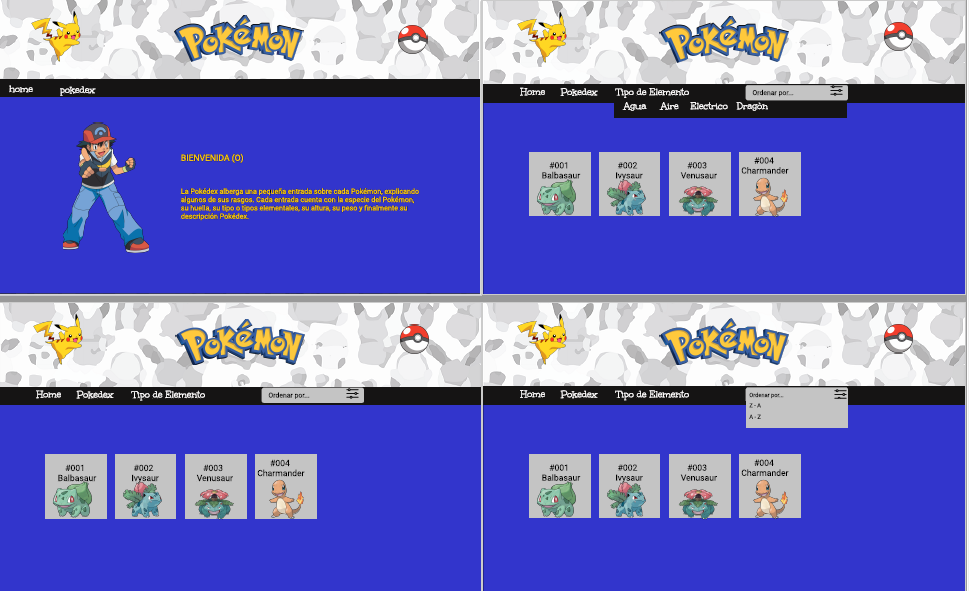 Pokémon
home pokedex
BIENVENIDA (O)
La Pokédex alberga una pequeña entrada sobre cada Pokémon, explicando
algunos de sus rasgos. Cada entrada cuenta con la especie del Pokémon,
su huella, su tipo o tipos elementales, su altura, su peso y finalmente su
descripción Pokédex.
Pokémon
Home Pokedex Tipo de Elemento Ordenar por...
Agua Aire Electrico Dragòn
#001 #002 #003 #004
Balbasaur Ivysaur Venusaur Charmander
Pokémon
Home Pokedex Tipo de Elemento Ordenar por...
#001 #002 #003 #004
Balbasaur Ivysaur Venusaur Charmander
Pokémon
Home Pokedex Tipo de Elemento Ordenar por...
Z - A
A - Z
#001 #002 #003 #004
Balbasaur Ivysaur Venusaur Charmander